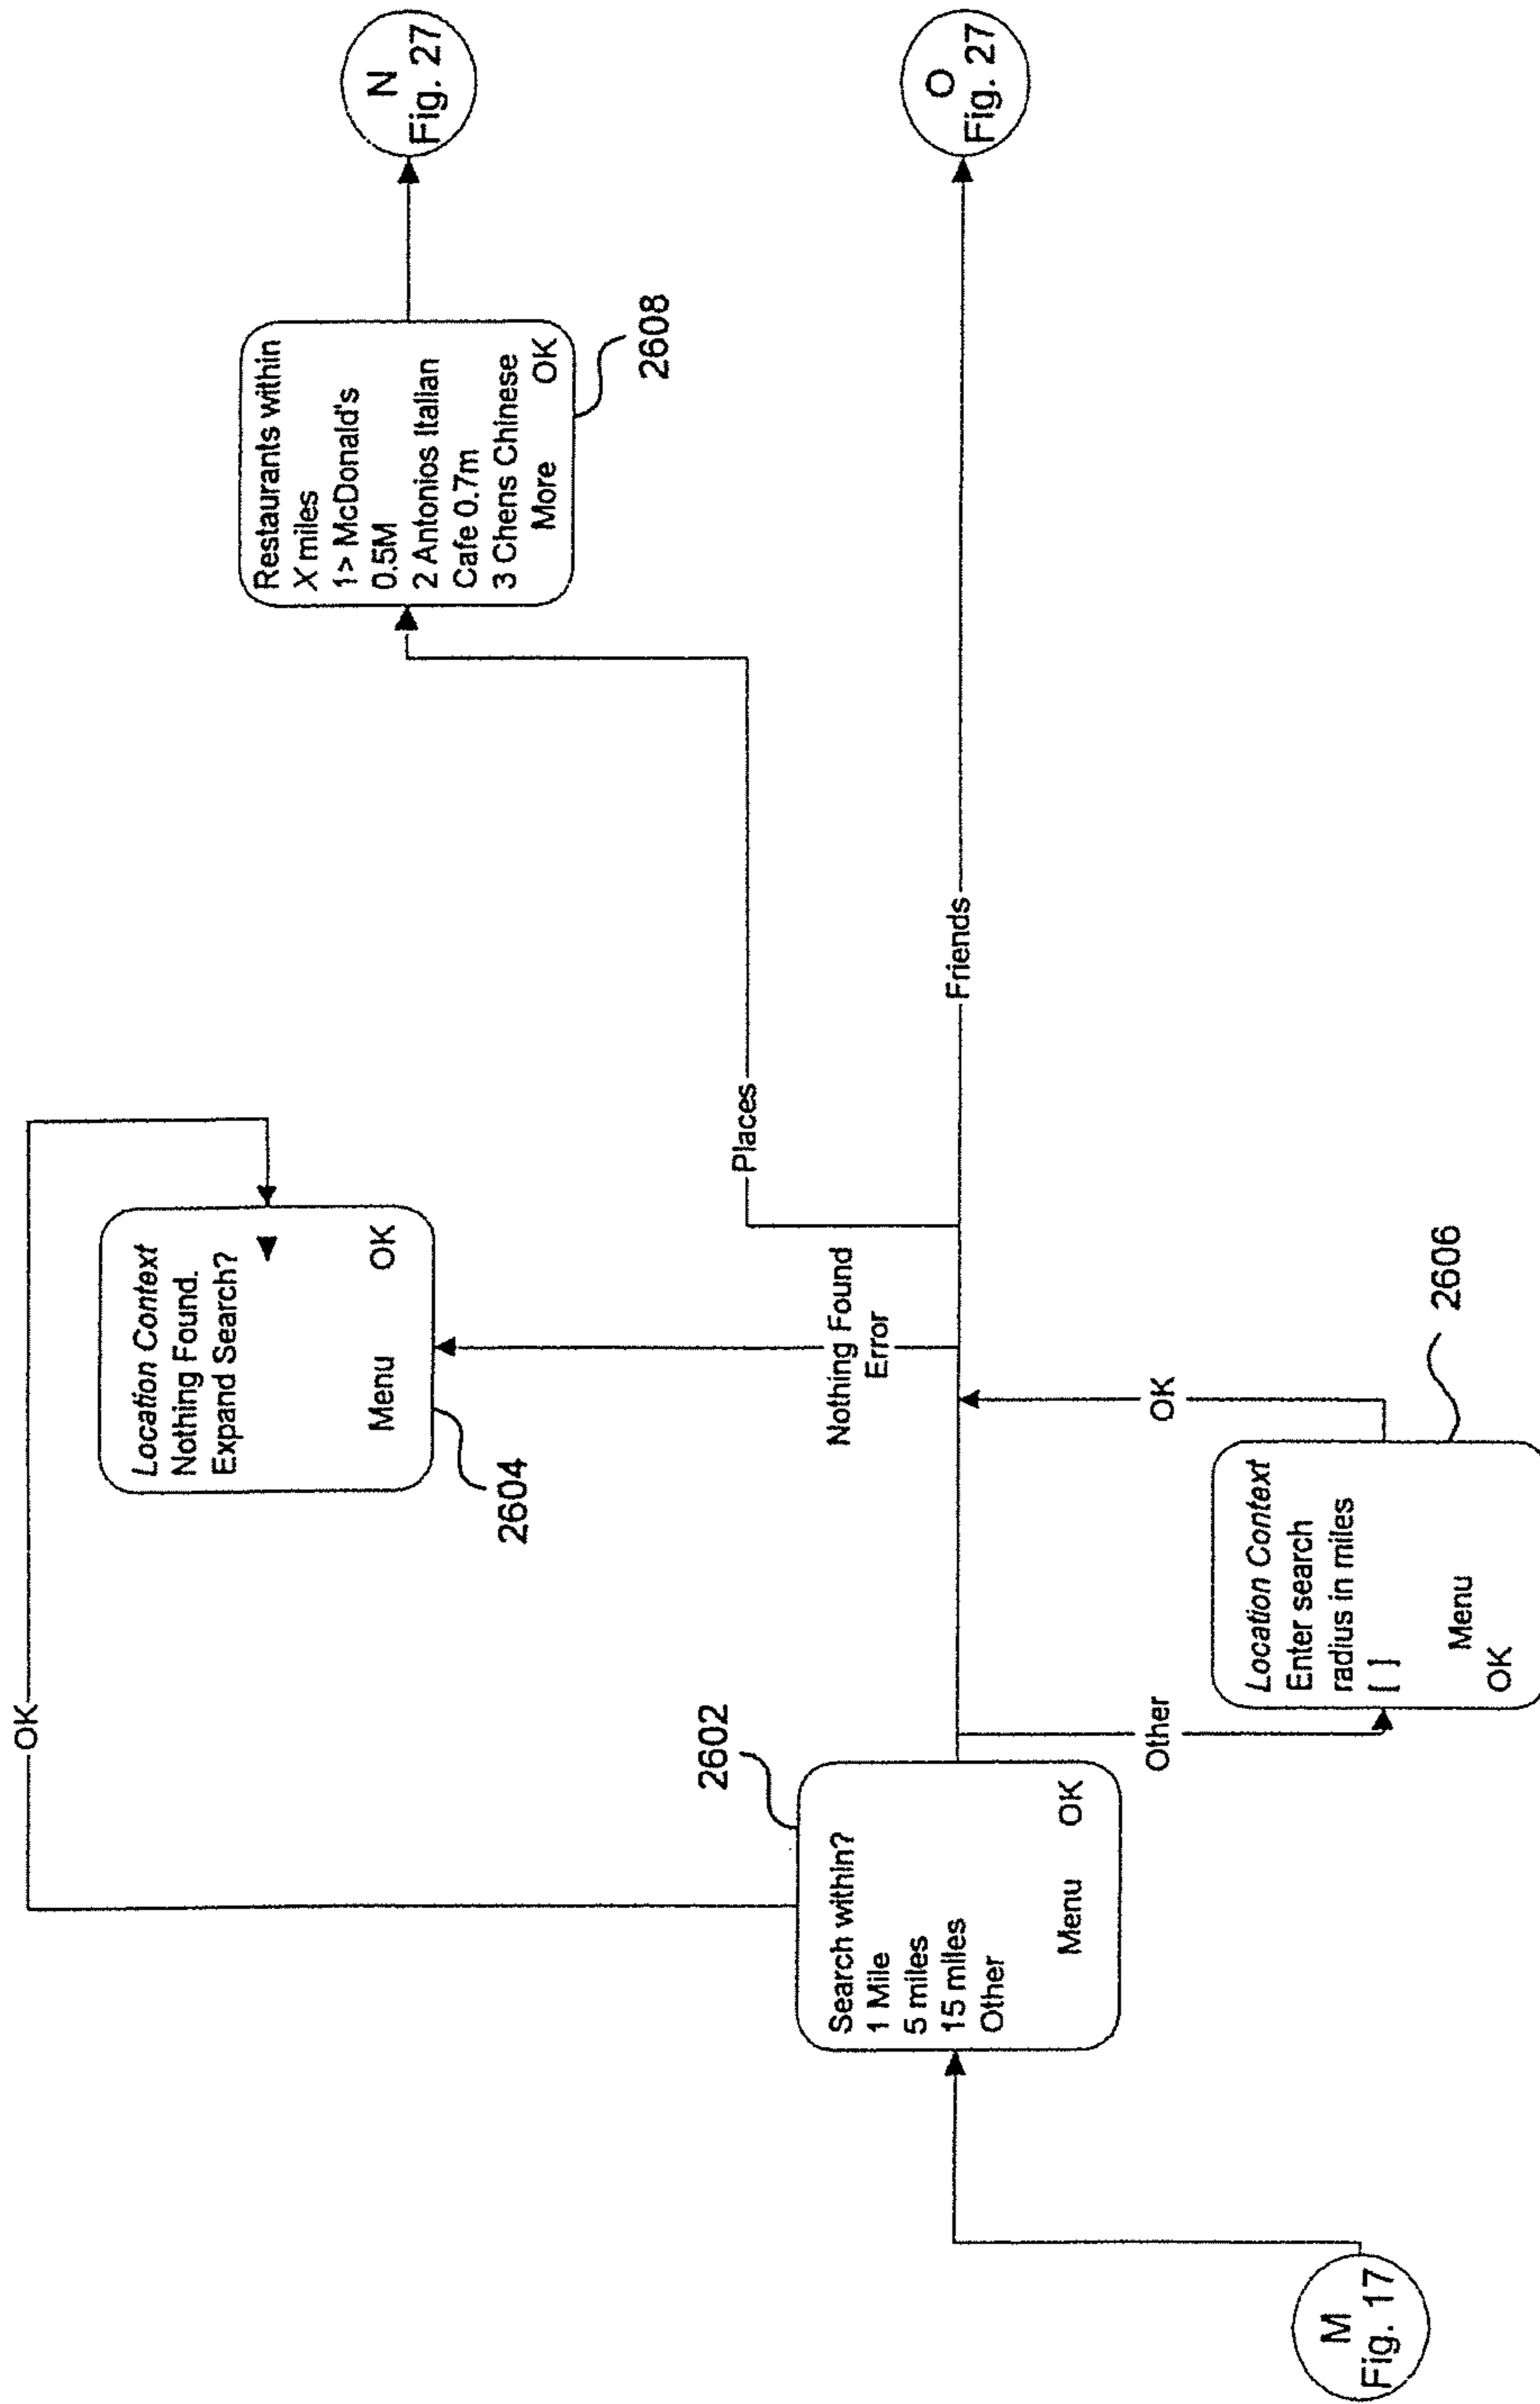 OK
Location Context
Nothing Found.
Expand Search?
Menu OK
2604
Restaurants within
X miles
1> McDonald's
0.5M
2 Antonios Italian
Cafe 0.7m
3 Chens Chinese
More OK
2608
N
Fig. 27
2602
Search within?
1 Mile
5 miles
15 miles
Other
Menu OK
Nothing Found
Error
Places
Friends
O
Fig. 27
Other
OK
Location Context
Enter search
radius in miles
[ ]
Menu
OK
2606
M
Fig. 17